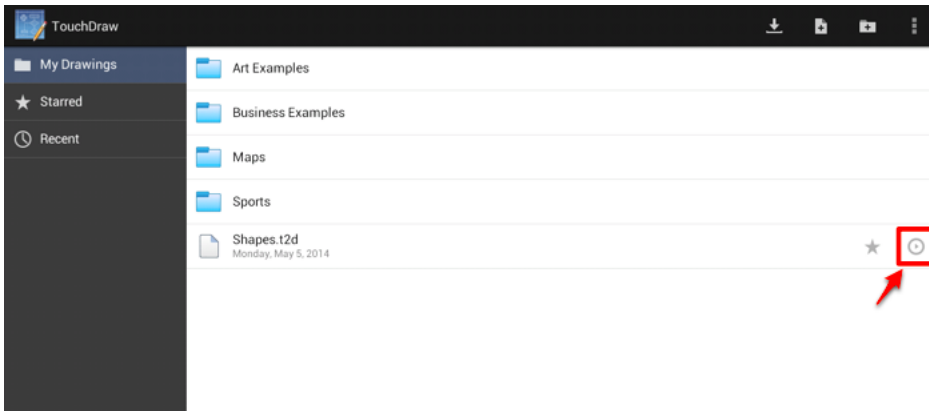 TouchDraw
My Drawings
Starred
Recent
Art Examples
Business Examples
Maps
Sports
Shapes.t2d
Monday, May 5, 2014